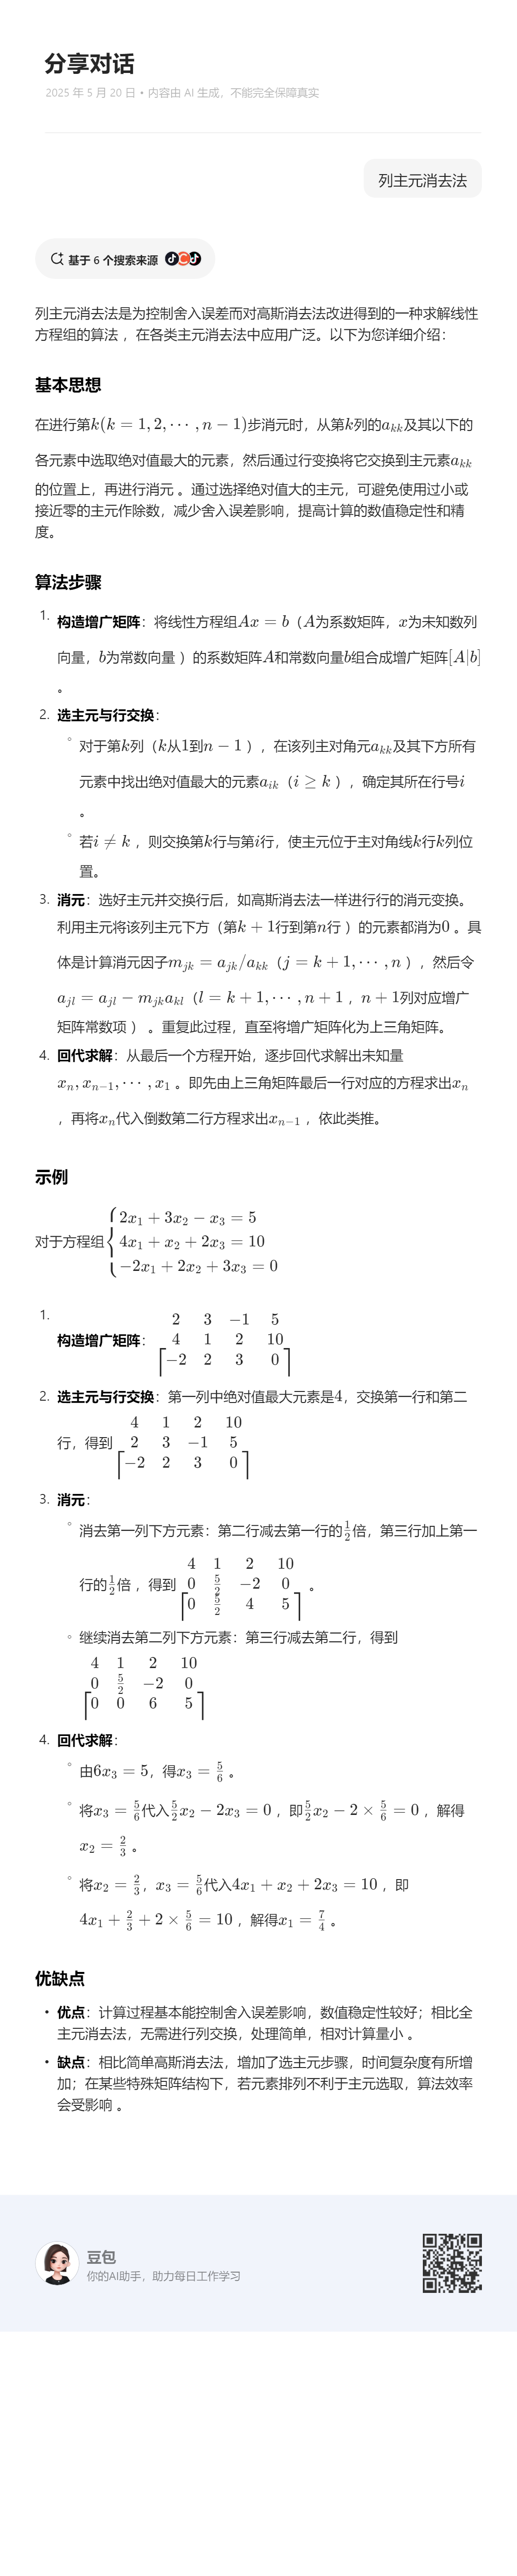 分享对话
2025 年 5 月 20 日 • 内容由 AI 生成，不能完全保障真实
列主元消去法
基于 6 个搜索来源
列主元消去法是为控制舍入误差而对高斯消去法改进得到的一种求解线性
方程组的算法 ，在各类主元消去法中应用广泛。以下为您详细介绍：
基本思想
在进行第k(k = 1, 2, ⋯ , n − 1)步消元时，从第k列的a_{kk}及其以下的
各元素中选取绝对值最大的元素，然后通过行变换将它交换到主元素a_{kk}
的位置上，再进行消元 。通过选择绝对值大的主元，可避免使用过小或
接近零的主元作除数，减少舍入误差影响，提高计算的数值稳定性和精
度。
算法步骤
1. 构造增广矩阵：将线性方程组Ax = b（A为系数矩阵，x为未知数列
向量，b为常数向量 ）的系数矩阵A和常数向量b组合成增广矩阵[A|b]
。
2. 选主元与行交换：
◦ 对于第k列（k从1到n − 1 ），在该列主对角元a_{kk}及其下方所有
元素中找出绝对值最大的元素a_{ik}（i ≥ k ），确定其所在行号i
。
◦ 若i ≠ k ，则交换第k行与第i行，使主元位于主对角线k行k列位
置。
3. 消元：选好主元并交换行后，如高斯消去法一样进行行的消元变换。
利用主元将该列主元下方（第k + 1行到第n行 ）的元素都消为0 。具
体是计算消元因子m_{jk} = a_{jk}/a_{kk}（j = k + 1, ⋯ , n ），然后令
a_{jl} = a_{jl} − m_{jk}a_{kl}（l = k + 1, ⋯ , n + 1 ，n + 1列对应增广
矩阵常数项 ） 。重复此过程，直至将增广矩阵化为上三角矩阵。
4. 回代求解：从最后一个方程开始，逐步回代求解出未知量
x_n, x_{n−1}, ⋯ , x_1 。即先由上三角矩阵最后一行对应的方程求出x_n
，再将x_n代入倒数第二行方程求出x_{n−1} ，依此类推。
示例
对于方程组
2x_1 + 3x_2 − x_3 = 5
4x_1 + x_2 + 2x_3 = 10
−2x_1 + 2x_2 + 3x_3 = 0
1. 构造增广矩阵：
2 3 −1 5
4 1 2 10
−2 2 3 0
2. 选主元与行交换：第一列中绝对值最大元素是4，交换第一行和第二
行，得到
4 1 2 10
2 3 −1 5
−2 2 3 0
3. 消元：
◦ 消去第一列下方元素：第二行减去第一行的1/2倍，第三行加上第一
行的1/2倍 ，得到
4 1 2 10
0 5/2 −2 0
0 5/2 4 5
。
◦ 继续消去第二列下方元素：第三行减去第二行，得到
4 1 2 10
0 5/2 −2 0
0 0 6 5
4. 回代求解：
◦ 由6x_3 = 5，得x_3 = 5/6 。
◦ 将x_3 = 5/6代入5/2x_2 − 2x_3 = 0 ，即5/2x_2 − 2 × 5/6 = 0 ，解得
x_2 = 2/3 。
◦ 将x_2 = 2/3，x_3 = 5/6代入4x_1 + x_2 + 2x_3 = 10 ，即
4x_1 + 2/3 + 2 × 5/6 = 10 ，解得x_1 = 7/4 。
优缺点
• 优点：计算过程基本能控制舍入误差影响，数值稳定性较好；相比全
主元消去法，无需进行列交换，处理简单，相对计算量小 。
• 缺点：相比简单高斯消去法，增加了选主元步骤，时间复杂度有所增
加；在某些特殊矩阵结构下，若元素排列不利于主元选取，算法效率
会受影响 。
豆包
你的AI助手，助力每日工作学习